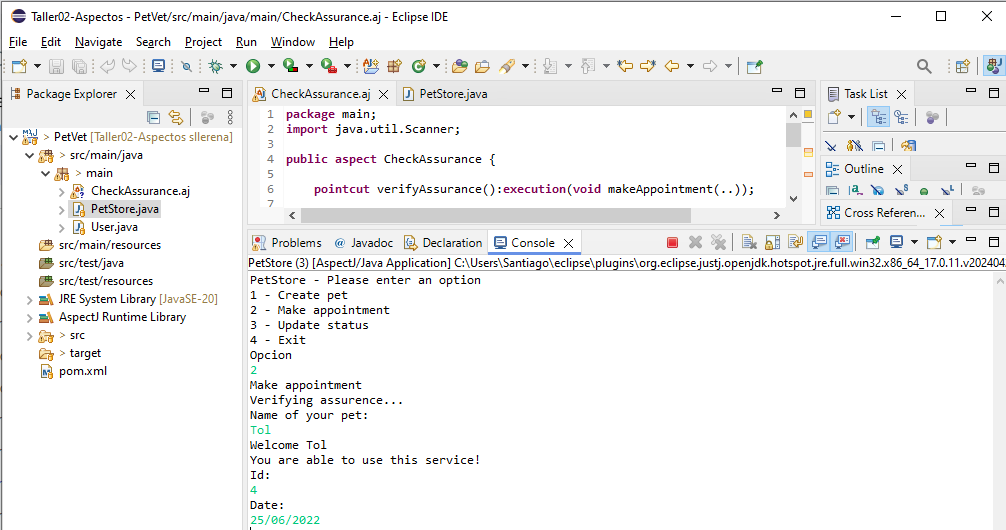 Taller02-Aspectos - PetVet/src/main/java/main/CheckAssurance.aj - Eclipse IDE
File Edit Navigate Search Project Run Window Help
Package Explorer
PetVet [Taller02-Aspectos sllerena]
src/main/java
main
CheckAssurance.aj
PetStore.java
User.java
src/main/resources
src/test/java
src/test/resources
JRE System Library [JavaSE-20]
AspectJ Runtime Library
src
target
pom.xml
CheckAssurance.aj PetStore.java
1 package main;
2 import java.util.Scanner;
3
4 public aspect CheckAssurance {
5
6 pointcut verifyAssurance():execution(void makeAppointment(..));
7
Task List
Outline
Cross Referen...
Problems @ Javadoc Declaration Console
PetStore (3) [AspectJ/Java Application] C:\Users\Santiago\eclipse\plugins\org.eclipse.justj.openjdk.hotspot.jre.full.win32.x86_64_17.0.11.v202404
PetStore - Please enter an option
1 - Create pet
2 - Make appointment
3 - Update status
4 - Exit
Opcion
2
Make appointment
Verifying assurence...
Name of your pet:
Tol
Welcome Tol
You are able to use this service!
Id:
4
Date:
25/06/2022